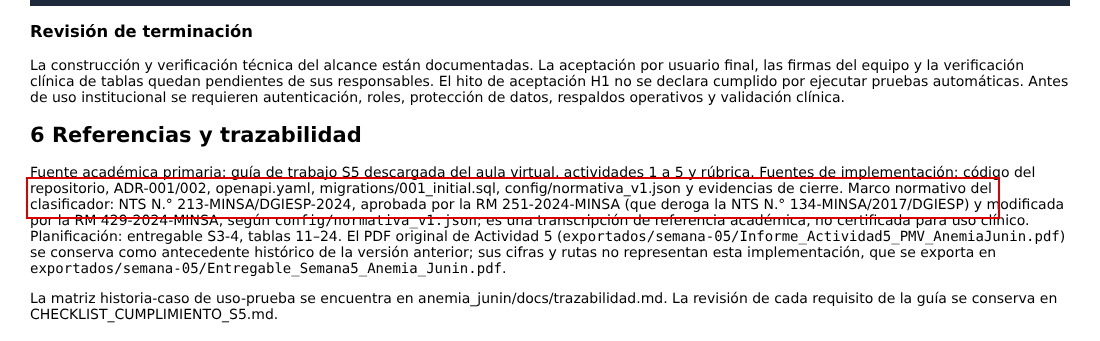 Revisión de terminación
La construcción y verificación técnica del alcance están documentadas. La aceptación por usuario final, las firmas del equipo y la verificación
clínica de tablas quedan pendientes de sus responsables. El hito de aceptación H1 no se declara cumplido por ejecutar pruebas automáticas. Antes
de uso institucional se requieren autenticación, roles, protección de datos, respaldos operativos y validación clínica.
6 Referencias y trazabilidad
Fuente académica primaria: guía de trabajo S5 descargada del aula virtual, actividades 1 a 5 y rúbrica. Fuentes de implementación: código del
repositorio, ADR-001/002, openapi.yaml, migrations/001_initial.sql, config/normativa_v1.json y evidencias de cierre. Marco normativo del
clasificador: NTS N.° 213-MINSA/DGIESP-2024, aprobada por la RM 251-2024-MINSA (que deroga la NTS N.° 134-MINSA/2017/DGIESP) y modificada
por la RM 429-2024-MINSA, según config/normativa_v1.json; es una transcripción de referencia académica, no certificada para uso clínico.
Planificación: entregable S3-4, tablas 11–24. El PDF original de Actividad 5 (exportados/semana-05/Informe_Actividad5_PMV_AnemiaJunin.pdf)
se conserva como antecedente histórico de la versión anterior; sus cifras y rutas no representan esta implementación, que se exporta en
exportados/semana-05/Entregable_Semana5_Anemia_Junin.pdf.
La matriz historia-caso de uso-prueba se encuentra en anemia_junin/docs/trazabilidad.md. La revisión de cada requisito de la guía se conserva en
CHECKLIST_CUMPLIMIENTO_S5.md.